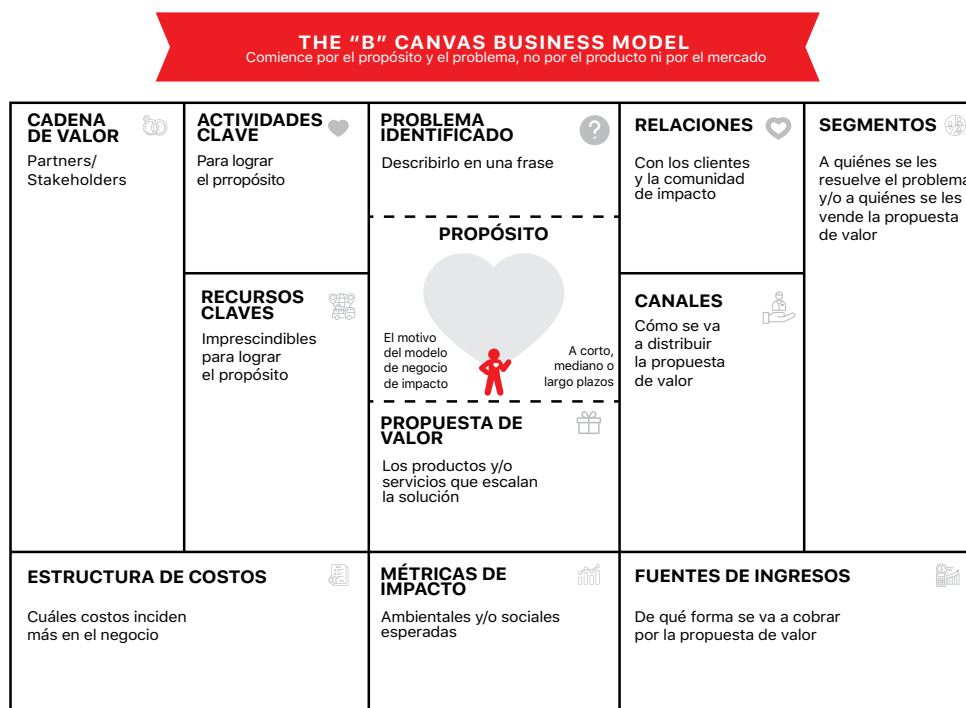 THE “B” CANVAS BUSINESS MODEL
Comience por el propósito y el problema, no por el producto ni por el mercado
CADENA
DE VALOR
Partners/
Stakeholders
ACTIVIDADES
CLAVE
Para lograr
el prropósito
RECURSOS
CLAVES
Imprescindibles
para lograr
el propósito
PROBLEMA
IDENTIFICADO
Describirlo en una frase
PROPÓSITO
El motivo
del modelo
de negocio
de impacto
A corto,
mediano o
largo plazos
PROPUESTA DE
VALOR
Los productos y/o
servicios que escalan
la solución
RELACIONES
Con los clientes
y la comunidad
de impacto
CANALES
Cómo se va
a distribuir
la propuesta
de valor
SEGMENTOS
A quiénes se les
resuelve el problema
y/o a quiénes se les
vende la propuesta
de valor
ESTRUCTURA DE COSTOS
Cuáles costos inciden
más en el negocio
MÉTRICAS DE
IMPACTO
Ambientales y/o sociales
esperadas
FUENTES DE INGRESOS
De qué forma se va a cobrar
por la propuesta de valor